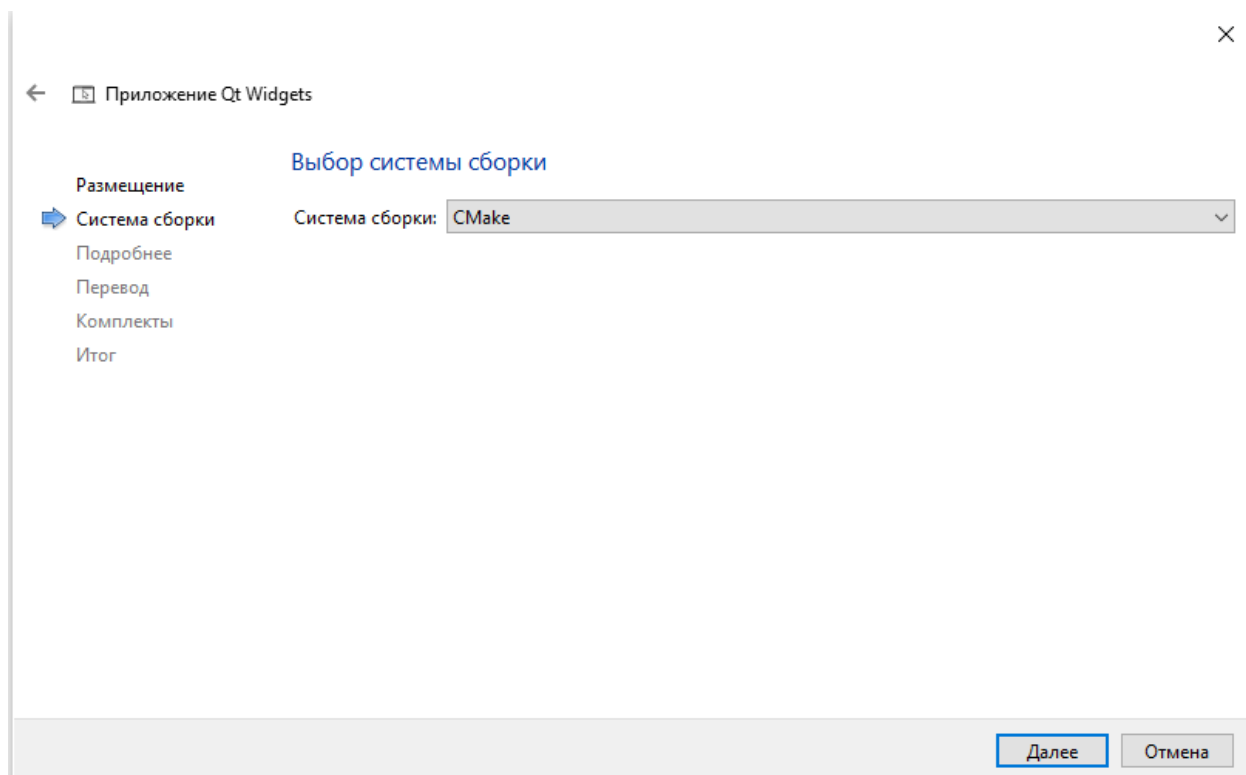 Приложение Qt Widgets
Выбор системы сборки
Размещение
Система сборки
Система сборки: CMake
Подробнее
Перевод
Комплекты
Итог
Далее
Отмена